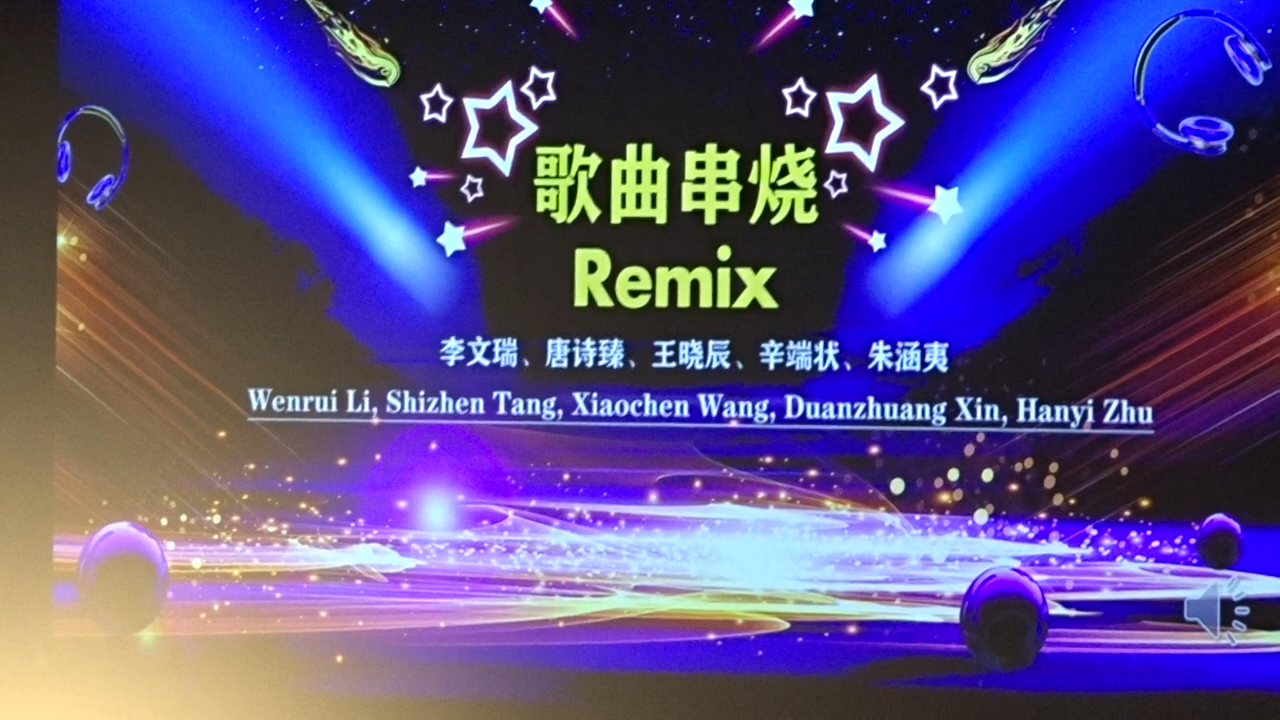 歌曲串烧
Remix
李文瑞、唐诗臻、王晓辰、辛端状、朱涵夷
Wenrui Li, Shizhen Tang, Xiaochen Wang, Duanzhuang Xin, Hanyi Zhu